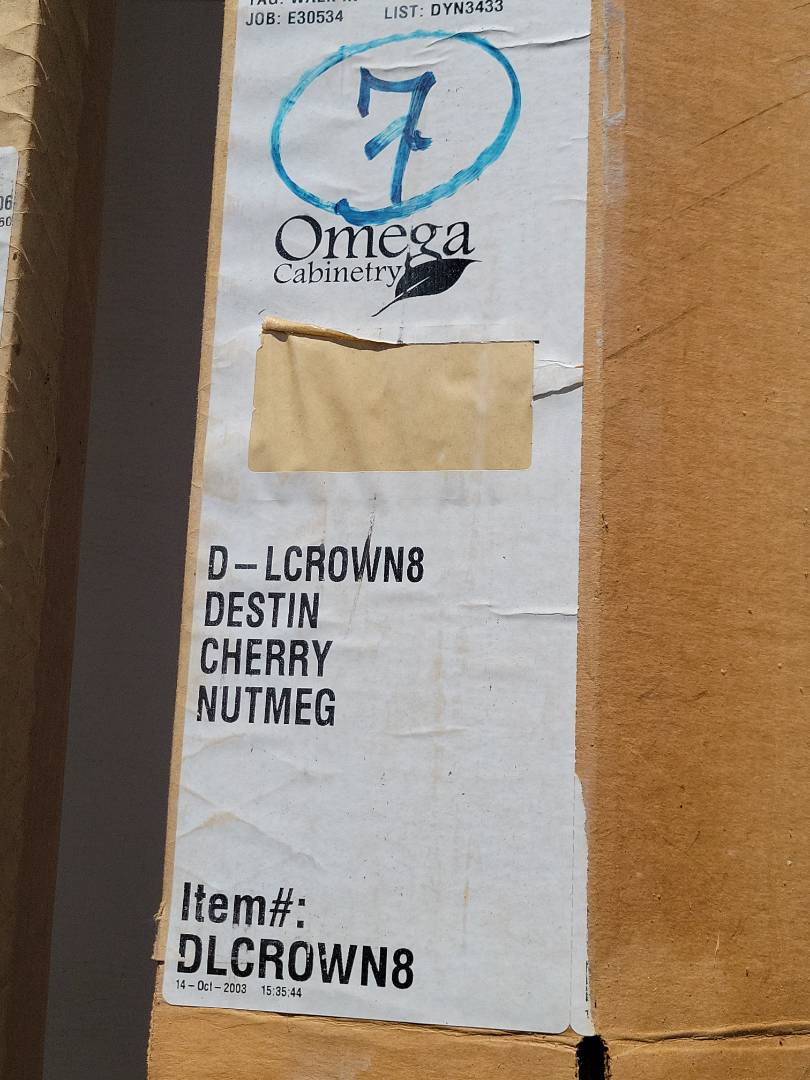 JOB: E30534 LIST: DYN3433
7
Omega
Cabinetry
D-LCROWN8
DESTIN
CHERRY
NUTMEG
Item#:
DLCROWN8
14-Oct-2003 15:35:44